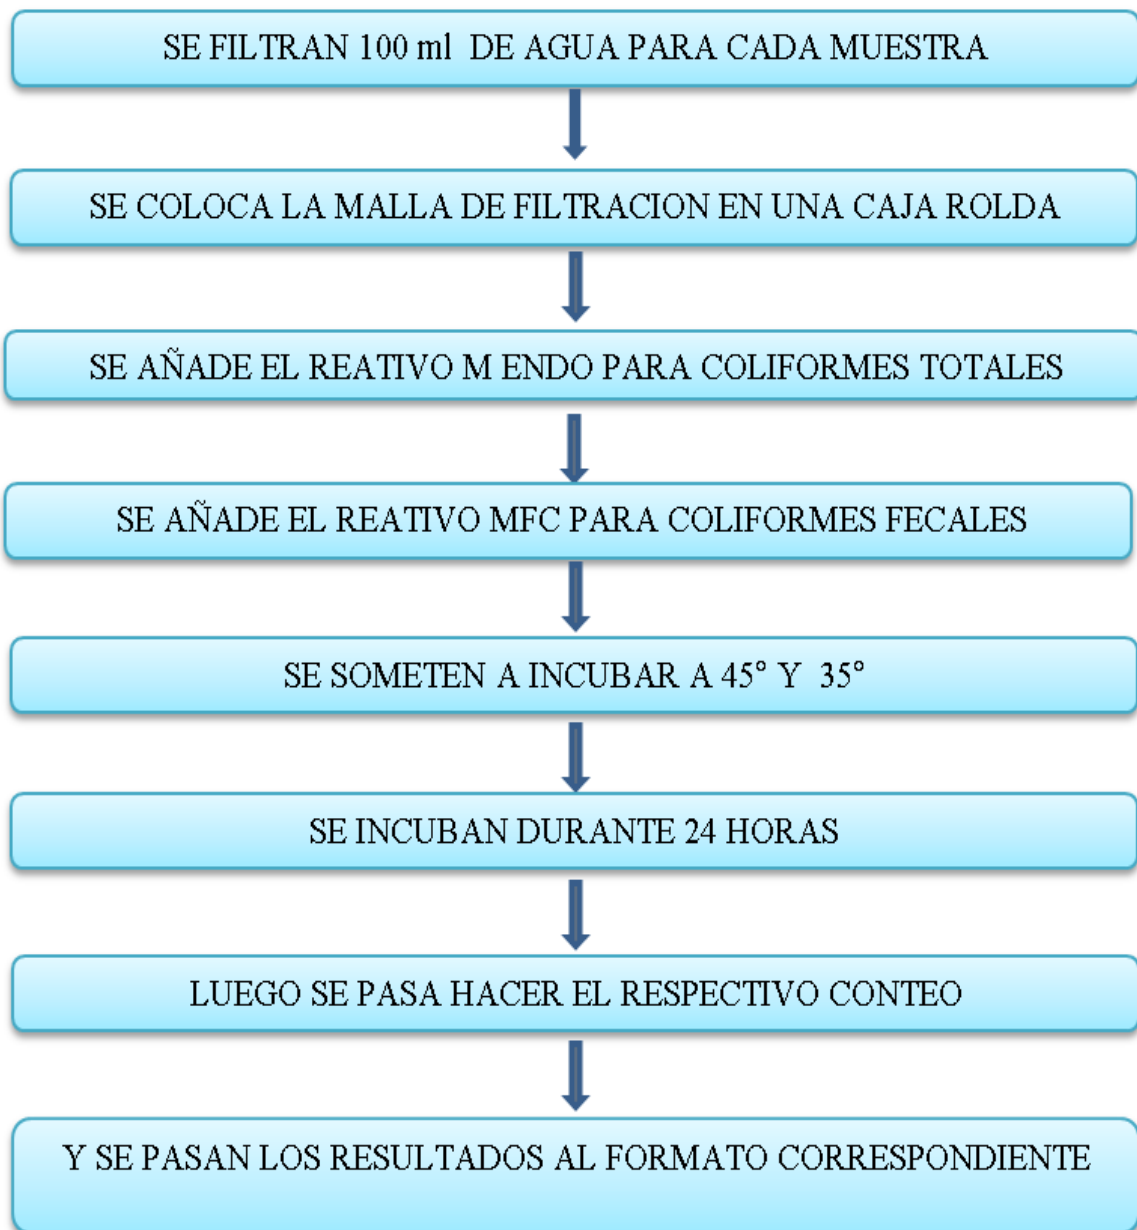 SE FILTRAN 100 ml DE AGUA PARA CADA MUESTRA
SE COLOCA LA MALLA DE FILTRACION EN UNA CAJA ROLDA
SE AÑADE EL REATIVO M ENDO PARA COLIFORMES TOTALES
SE AÑADE EL REATIVO MFC PARA COLIFORMES FECALES
SE SOMETEN A INCUBAR A 45° Y 35°
SE INCUBAN DURANTE 24 HORAS
LUEGO SE PASA HACER EL RESPECTIVO CONTEO
Y SE PASAN LOS RESULTADOS AL FORMATO CORRESPONDIENTE